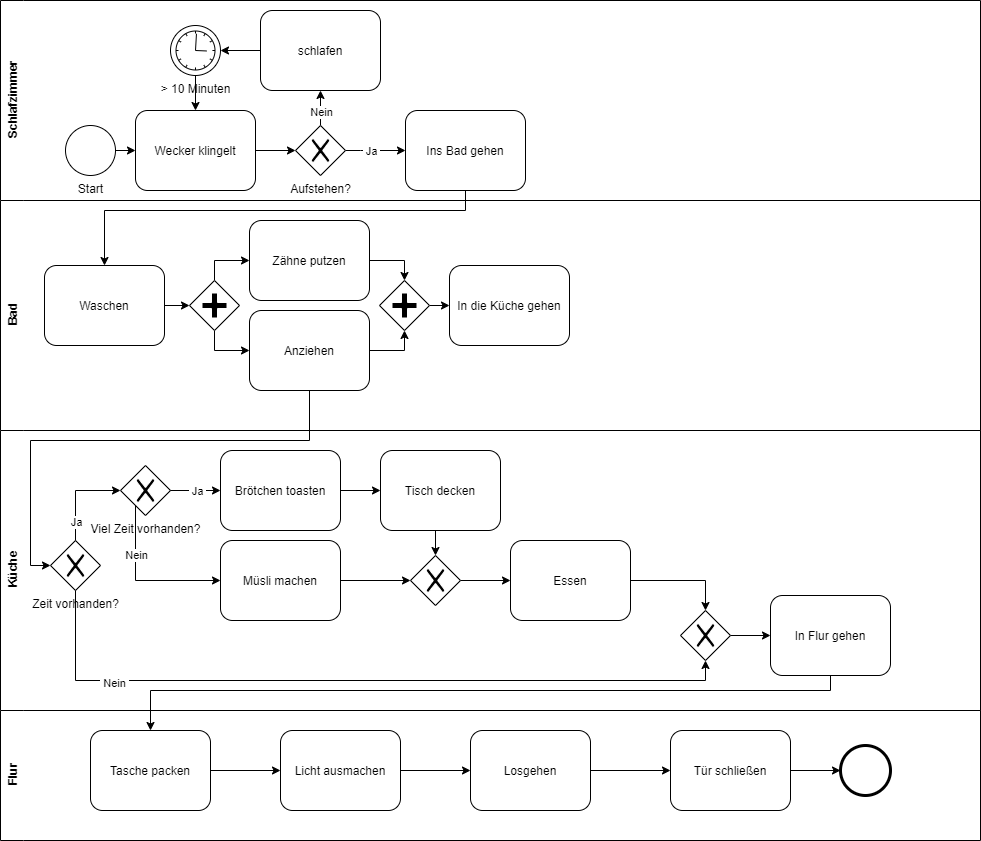 Schlafzimmer
schlafen
> 10 Minuten
Nein
Wecker klingelt
Ja
Ins Bad gehen
Start
Aufstehen?
Bad
Zähne putzen
Waschen
In die Küche gehen
Anziehen
Küche
Brötchen toasten
Tisch decken
Ja
Ja
Viel Zeit vorhanden?
Nein
Müsli machen
Essen
Zeit vorhanden?
In Flur gehen
Nein
Flur
Tasche packen
Licht ausmachen
Losgehen
Tür schließen